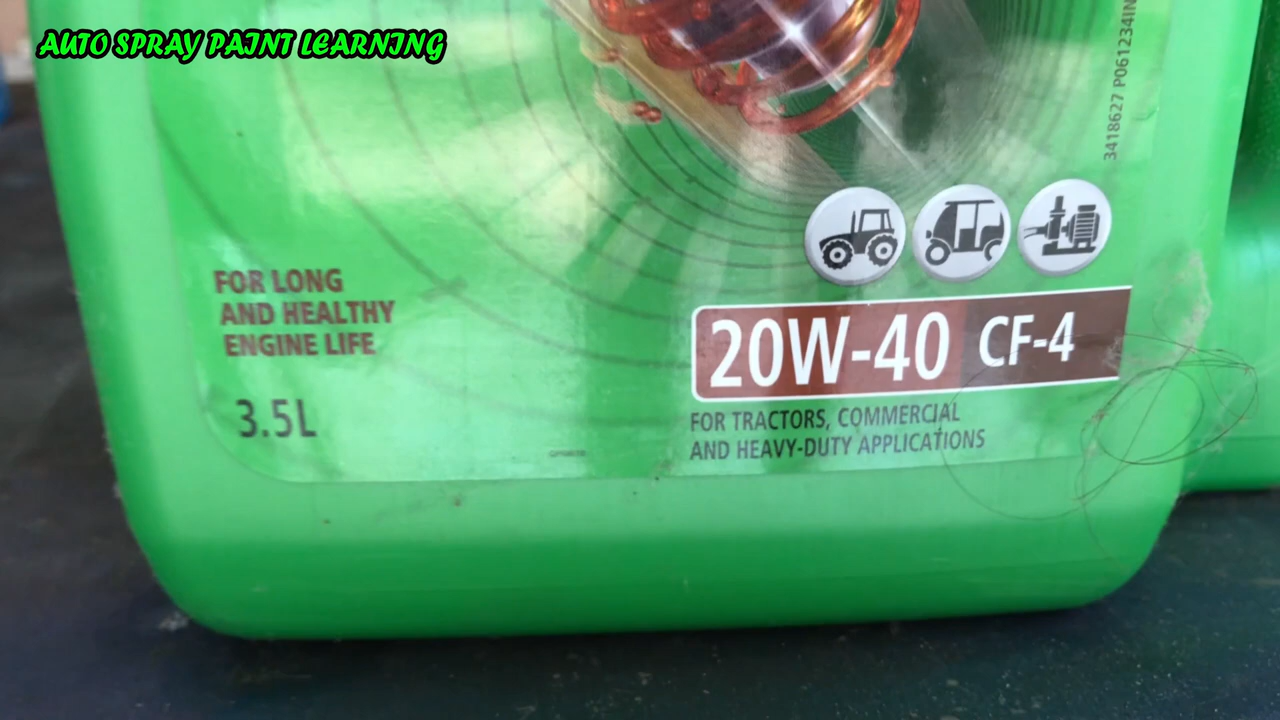 AUTO SPRAY PAINT LEARNING
3418627 P061234IN
FOR LONG
AND HEALTHY
ENGINE LIFE
3.5L
20W-40 CF-4
FOR TRACTORS, COMMERCIAL
AND HEAVY-DUTY APPLICATIONS